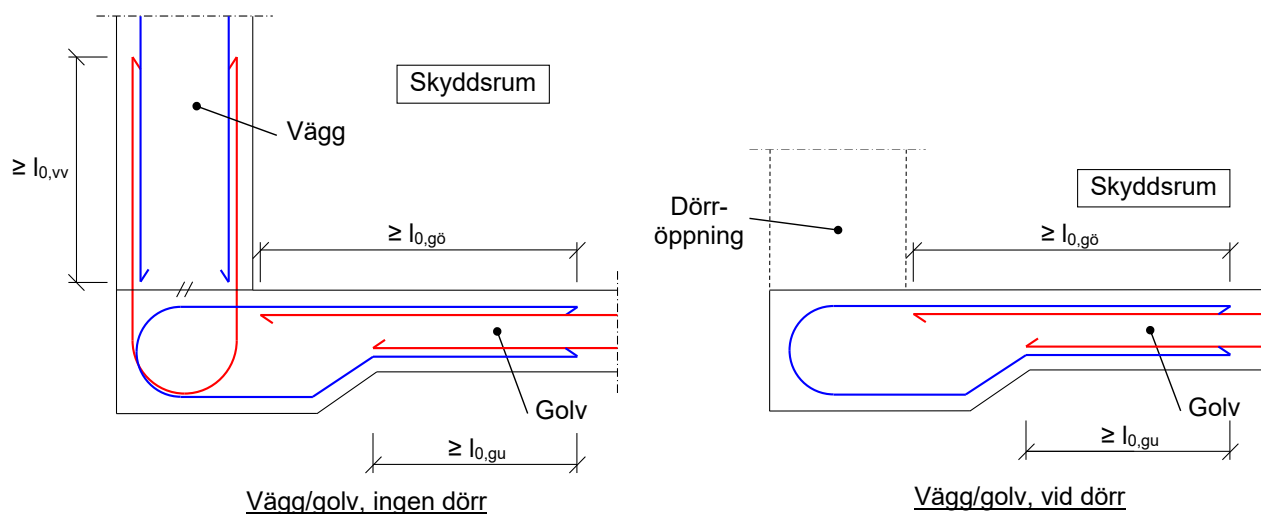 Skyddsrum
Vägg
≥ l0,vv
≥ l0,gö
Golv
≥ l0,gu
Vägg/golv, ingen dörr
Skyddsrum
Dörr-
öppning
≥ l0,gö
Golv
≥ l0,gu
Vägg/golv, vid dörr